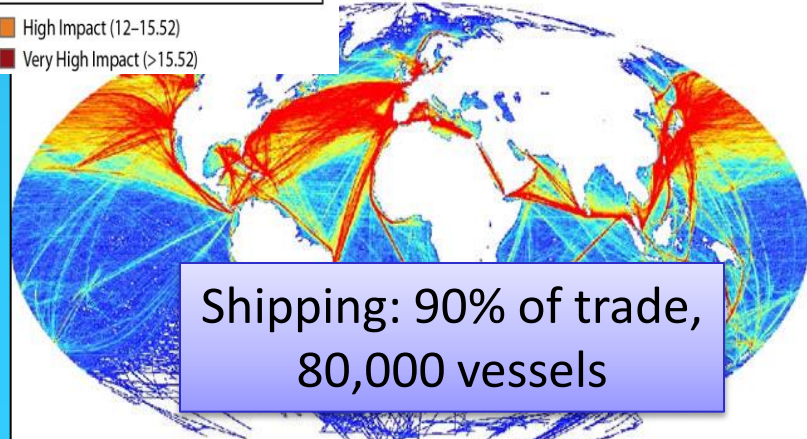 High Impact (12–15.52)
Very High Impact (>15.52)
Shipping: 90% of trade,
80,000 vessels